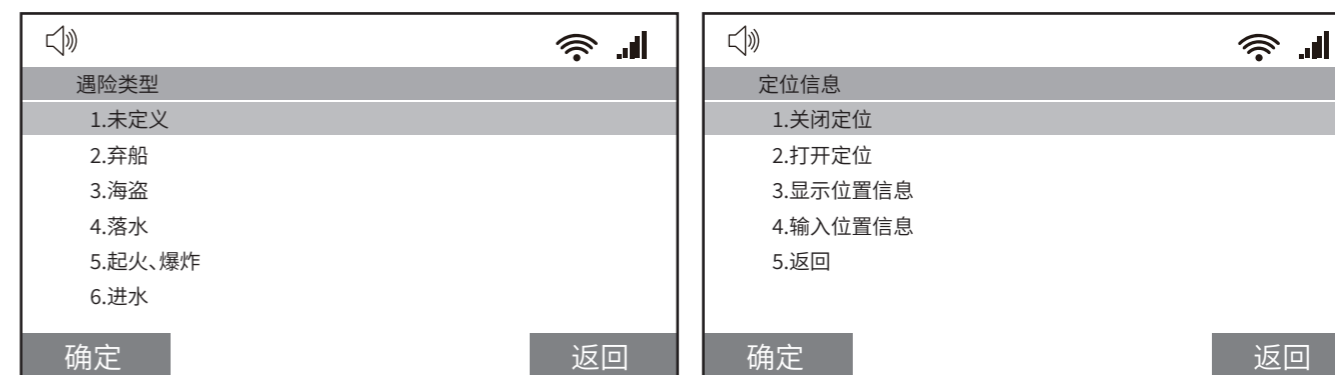 遇险类型
1.未定义
2.弃船
3.海盗
4.落水
5.起火、爆炸
6.进水
确定
返回
定位信息
1.关闭定位
2.打开定位
3.显示位置信息
4.输入位置信息
5.返回
确定
返回